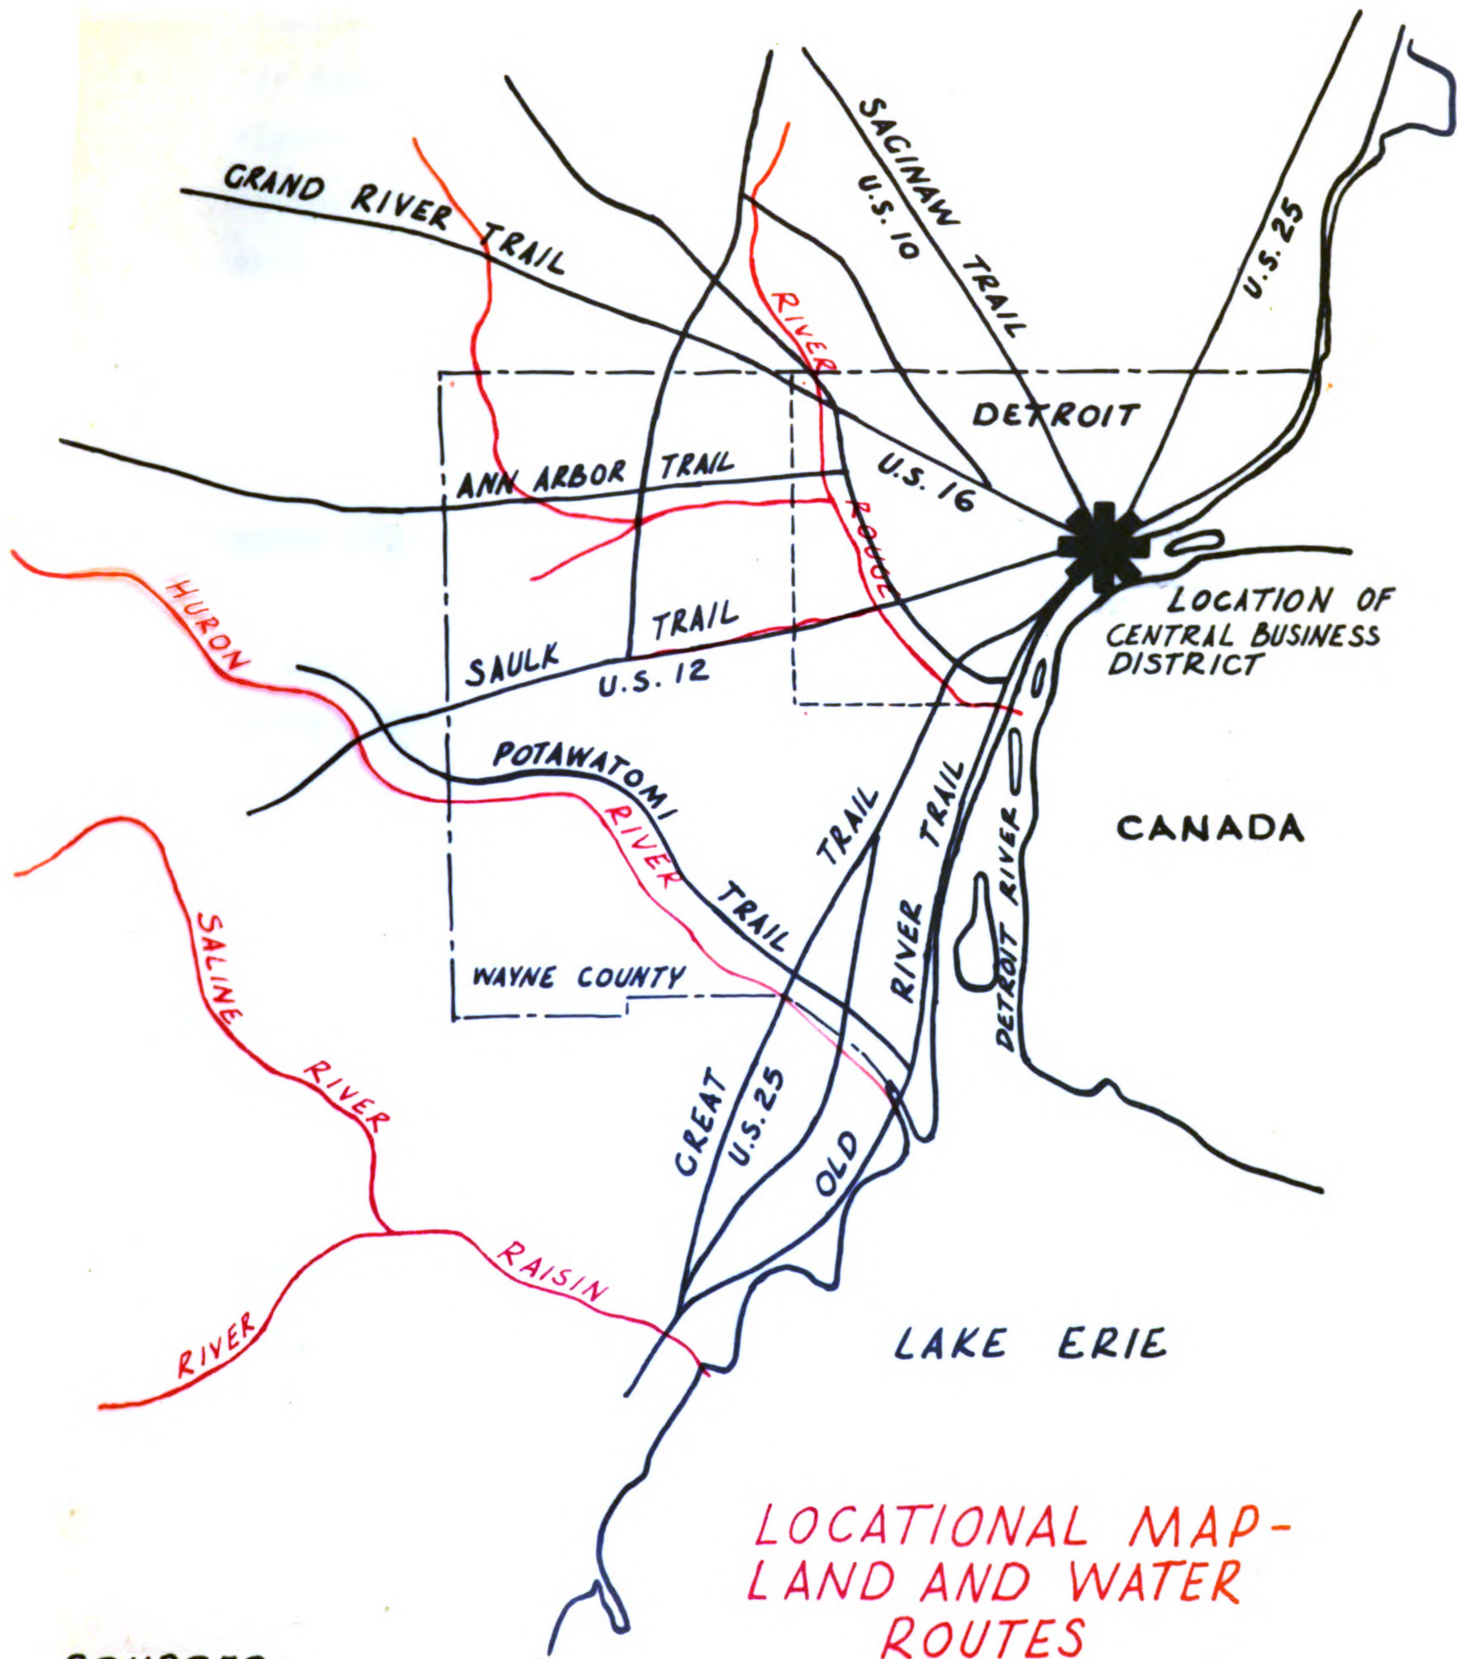 SAGINAW TRAIL
U.S. 10
U.S. 25
GRAND RIVER TRAIL
RIVER
ROUGE
DETROIT
U.S. 16
ANN ARBOR TRAIL
LOCATION OF
CENTRAL BUSINESS
DISTRICT
HURON
RIVER
SAULK TRAIL
U.S. 12
POTAWATOMI
TRAIL
GREAT TRAIL
U.S. 25
OLD RIVER TRAIL
DETROIT RIVER
CANADA
WAYNE COUNTY
SALINE
RIVER
RIVER
RAISIN
LAKE ERIE
LOCATIONAL MAP-
LAND AND WATER
ROUTES